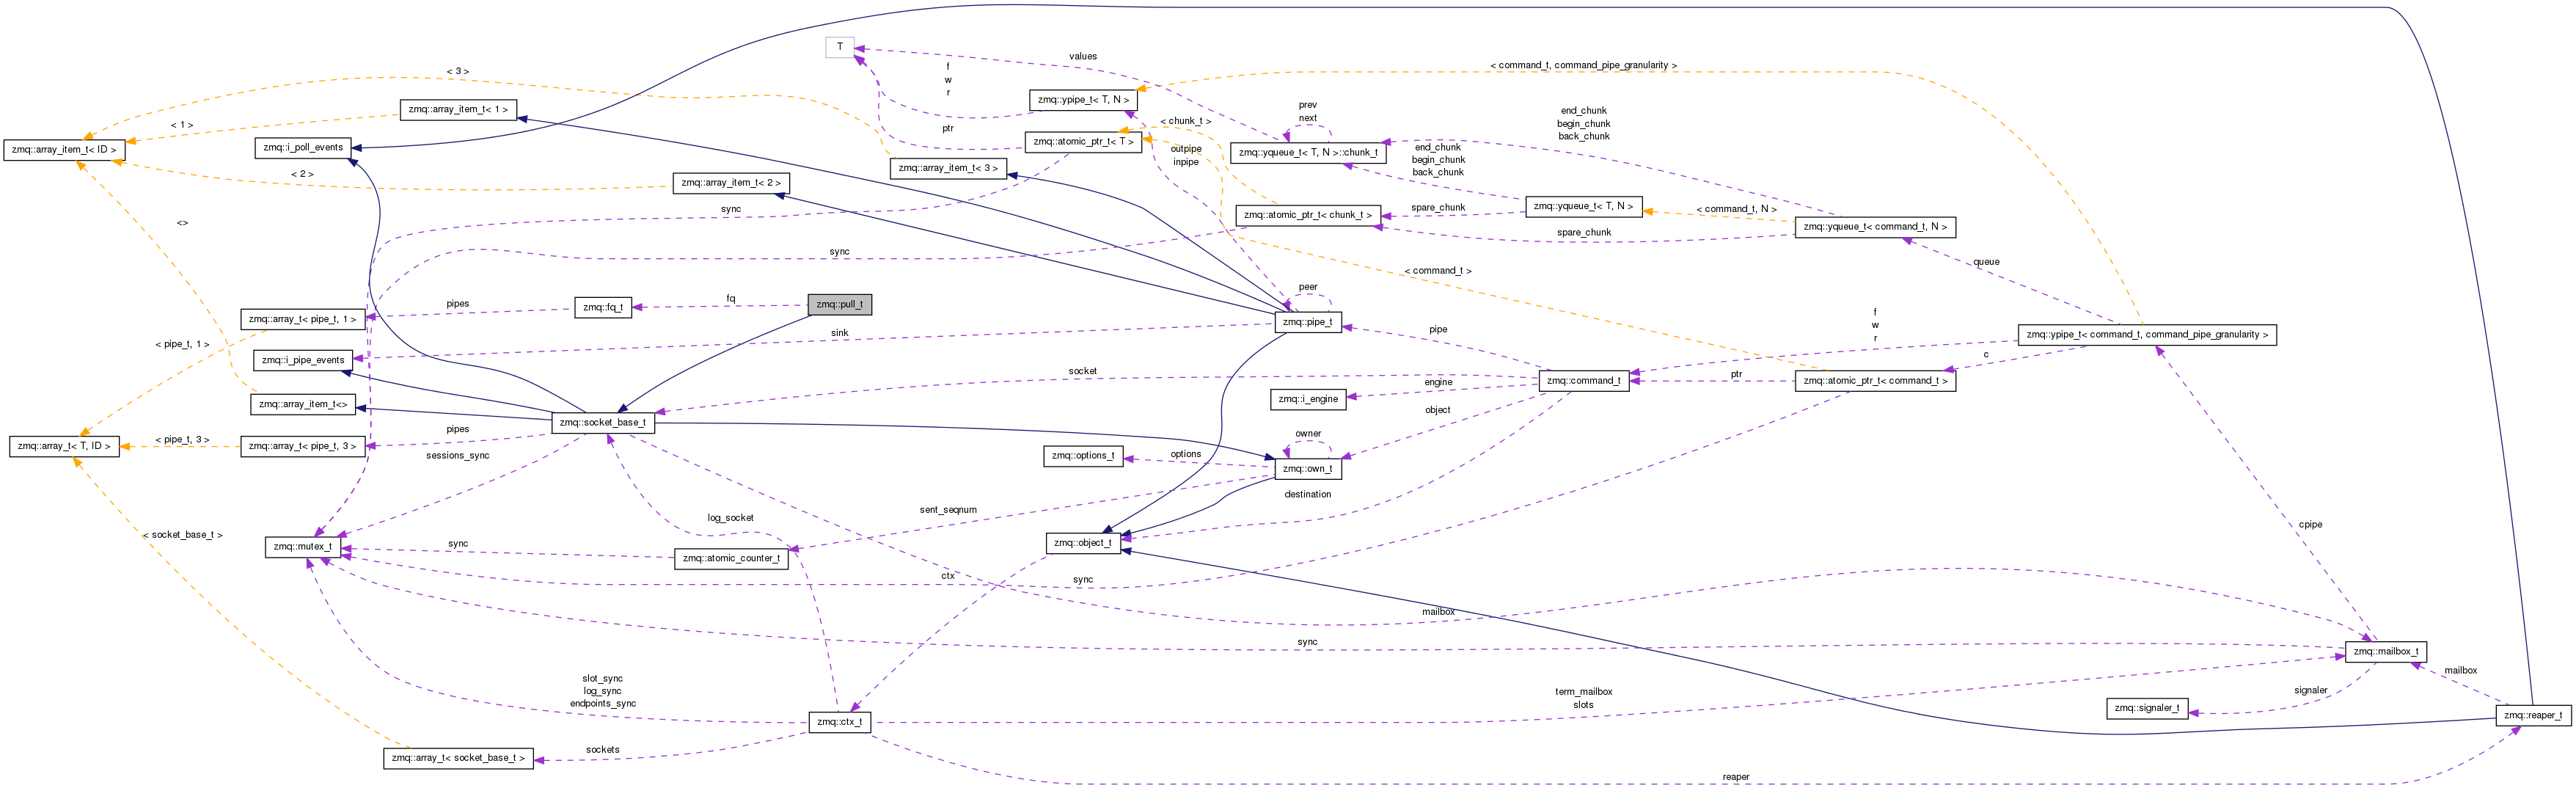 T
values
< 3 >
f
w
r
< command_t, command_pipe_granularity >
zmq::ypipe_t< T, N >
zmq::array_item_t< 1 >
< 1 >
ptr
< chunk_t >
prev
next
end_chunk
begin_chunk
back_chunk
zmq::array_item_t< ID >
zmq::i_poll_events
zmq::atomic_ptr_t< T >
outpipe
inpipe
zmq::yqueue_t< T, N >::chunk_t
end_chunk
begin_chunk
back_chunk
zmq::array_item_t< 3 >
< 2 >
zmq::array_item_t< 2 >
sync
<>
zmq::atomic_ptr_t< chunk_t >
spare_chunk
zmq::yqueue_t< T, N >
< command_t, N >
zmq::yqueue_t< command_t, N >
spare_chunk
sync
< command_t >
queue
peer
zmq::pull_t
fq
zmq::fq_t
pipes
zmq::array_t< pipe_t, 1 >
zmq::pipe_t
sink
pipe
f
w
r
zmq::ypipe_t< command_t, command_pipe_granularity >
< pipe_t, 1 >
zmq::i_pipe_events
c
socket
engine
zmq::command_t
ptr
zmq::atomic_ptr_t< command_t >
zmq::array_item_t<>
zmq::i_engine
object
zmq::socket_base_t
pipes
owner
zmq::array_t< T, ID >
< pipe_t, 3 >
zmq::array_t< pipe_t, 3 >
sessions_sync
zmq::options_t
options
zmq::own_t
destination
sent_seqnum
log_socket
cpipe
< socket_base_t >
zmq::mutex_t
sync
zmq::atomic_counter_t
zmq::object_t
ctx
sync
mailbox
sync
zmq::mailbox_t
mailbox
slot_sync
log_sync
endpoints_sync
term_mailbox
slots
signaler
zmq::signaler_t
zmq::reaper_t
zmq::ctx_t
sockets
zmq::array_t< socket_base_t >
reaper